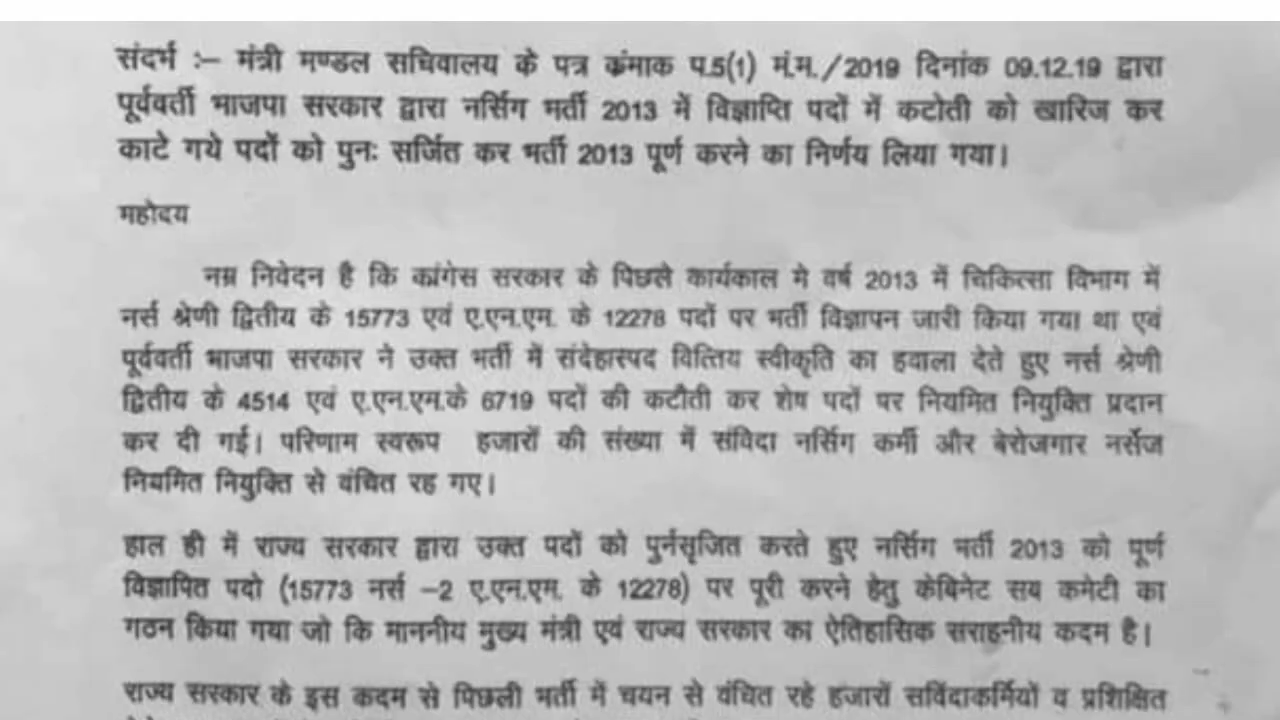 संदर्भ :– मंत्री मण्डल सचिवालय के पत्र कंमाक प.5(1) मं.म./2019 दिनांक 09.12.19 द्वारा
पूर्ववर्ती भाजपा सरकार द्वारा नर्सिग भर्ती 2013 में विज्ञाप्ति पदों में कटोती को खारिज कर
काटे गये पदों को पुनः सर्जित कर भर्ती 2013 पूर्ण करने का निर्णय लिया गया।
महोदय
नम्र निवेदन है कि कांगेस सरकार के पिछले कार्यकाल मे वर्ष 2013 में चिकित्सा विभाग में
नर्स श्रेणी द्वितीय के 15773 एवं ए.एन.एम. के 12278 पदों पर भर्ती विज्ञापन जारी किया गया था एवं
पूर्ववर्ती भाजपा सरकार ने उक्त भर्ती में संदेहास्पद वित्तिय स्वीकृति का हवाला देते हुए नर्स श्रेणी
द्वितीय के 4514 एवं ए.एन.एम.के 6719 पदों की कटौती कर शेष पदों पर नियमित नियुक्ति प्रदान
कर दी गई। परिणाम स्वरूप हजारों की संख्या में संविदा नर्सिग कर्मी और बेरोजगार नर्सेज
नियमित नियुक्ति से वंचित रह गए।
हाल ही में राज्य सरकार द्वारा उक्त पदों को पुर्नसृजित करते हुए नर्सिग भर्ती 2013 को पूर्ण
विज्ञापित पदो (15773 नर्स –2 ए.एन.एम. के 12278) पर पूरी करने हेतु केबिनेट सब कमेटी का
गठन किया गया जो कि माननीय मुख्य मंत्री एवं राज्य सरकार का ऐतिहासिक सराहनीय कदम है।
राज्य सरकार के इस कदम से पिछली भर्ती में चयन से वंचित रहे हजारों सविंदाकर्मियों व प्रशिक्षित